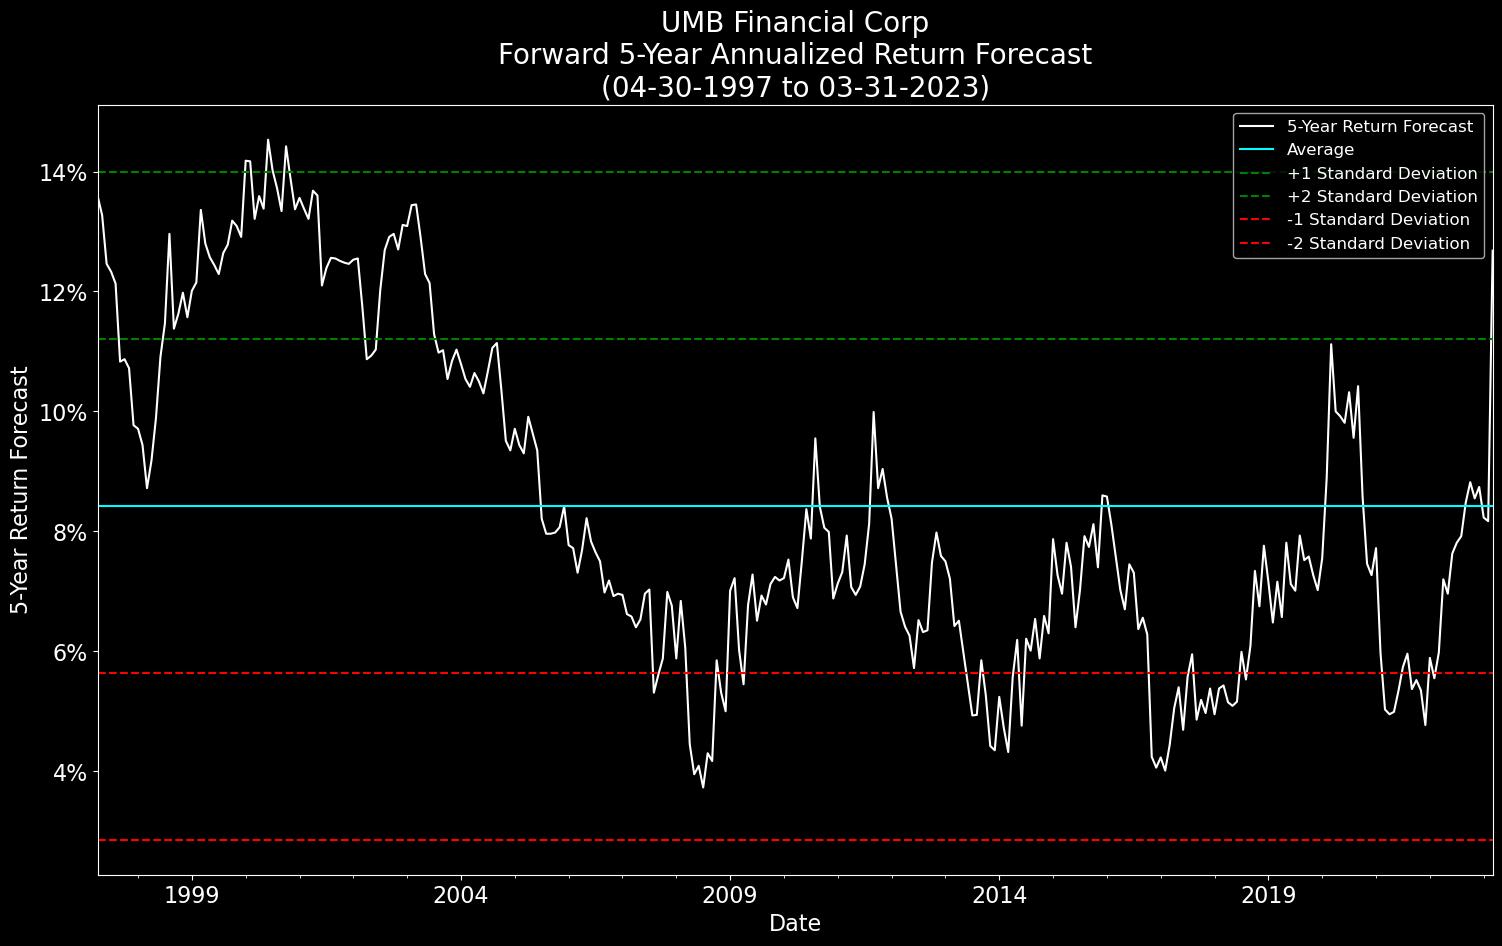 UMB Financial Corp
Forward 5-Year Annualized Return Forecast
(04-30-1997 to 03-31-2023)
5-Year Return Forecast
Average
+1 Standard Deviation
+2 Standard Deviation
-1 Standard Deviation
-2 Standard Deviation
5-Year Return Forecast
14%
12%
10%
8%
6%
4%
1999 2004 2009 2014 2019
Date